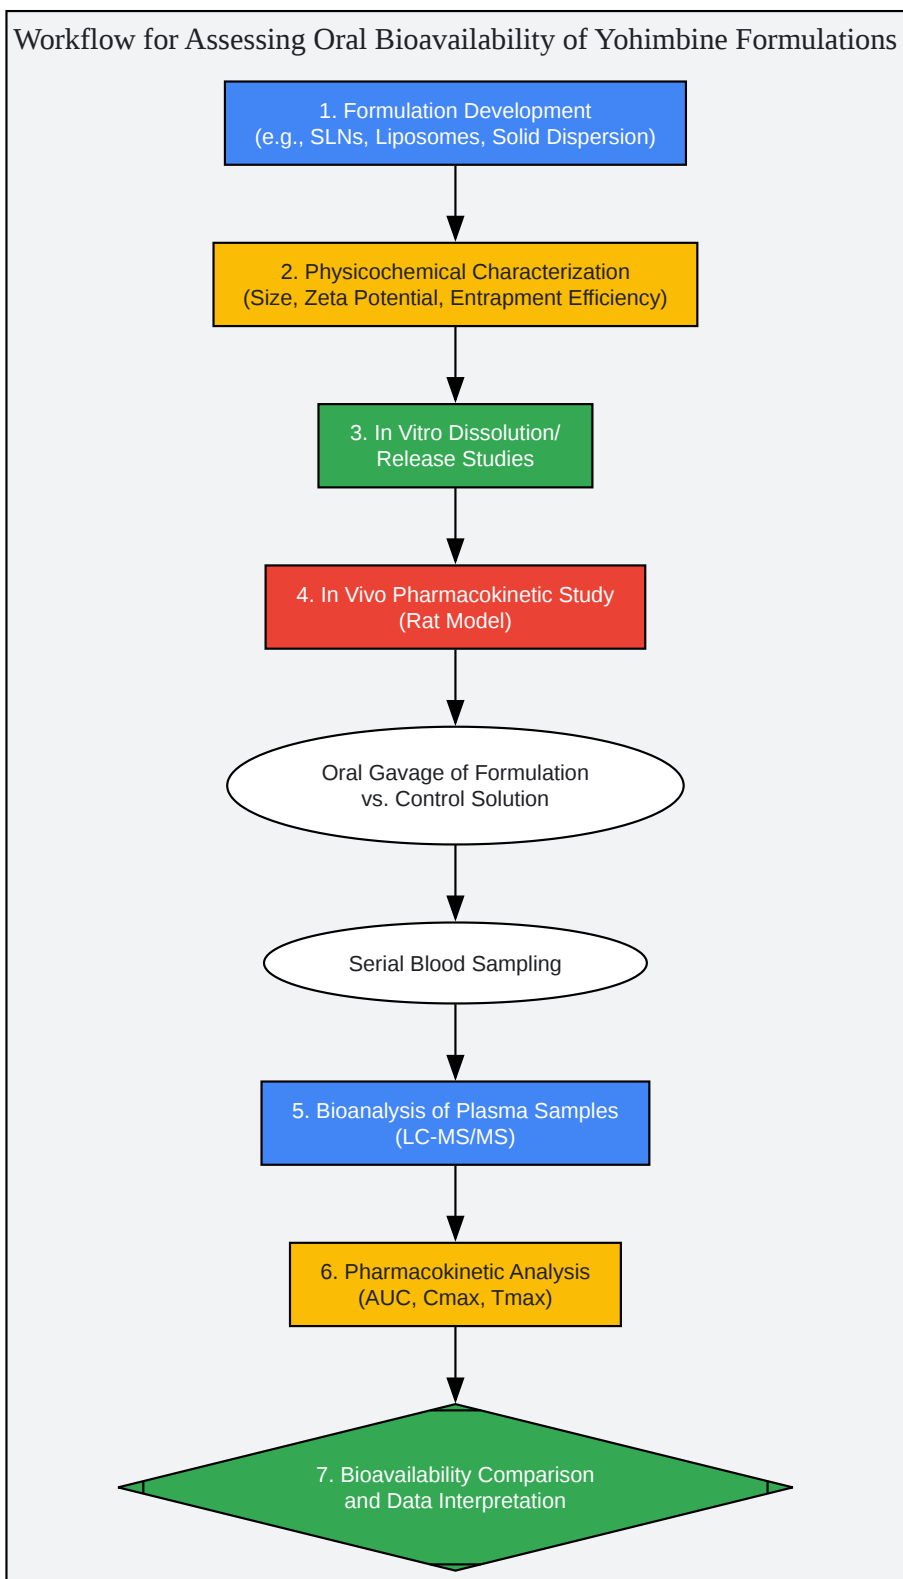 Workflow for Assessing Oral Bioavailability of Yohimbine Formulations
1. Formulation Development
(e.g., SLNs, Liposomes, Solid Dispersion)
2. Physicochemical Characterization
(Size, Zeta Potential, Entrapment Efficiency)
3. In Vitro Dissolution/
Release Studies
4. In Vivo Pharmacokinetic Study
(Rat Model)
Oral Gavage of Formulation
vs. Control Solution
Serial Blood Sampling
5. Bioanalysis of Plasma Samples
(LC-MS/MS)
6. Pharmacokinetic Analysis
(AUC, Cmax, Tmax)
7. Bioavailability Comparison
and Data Interpretation